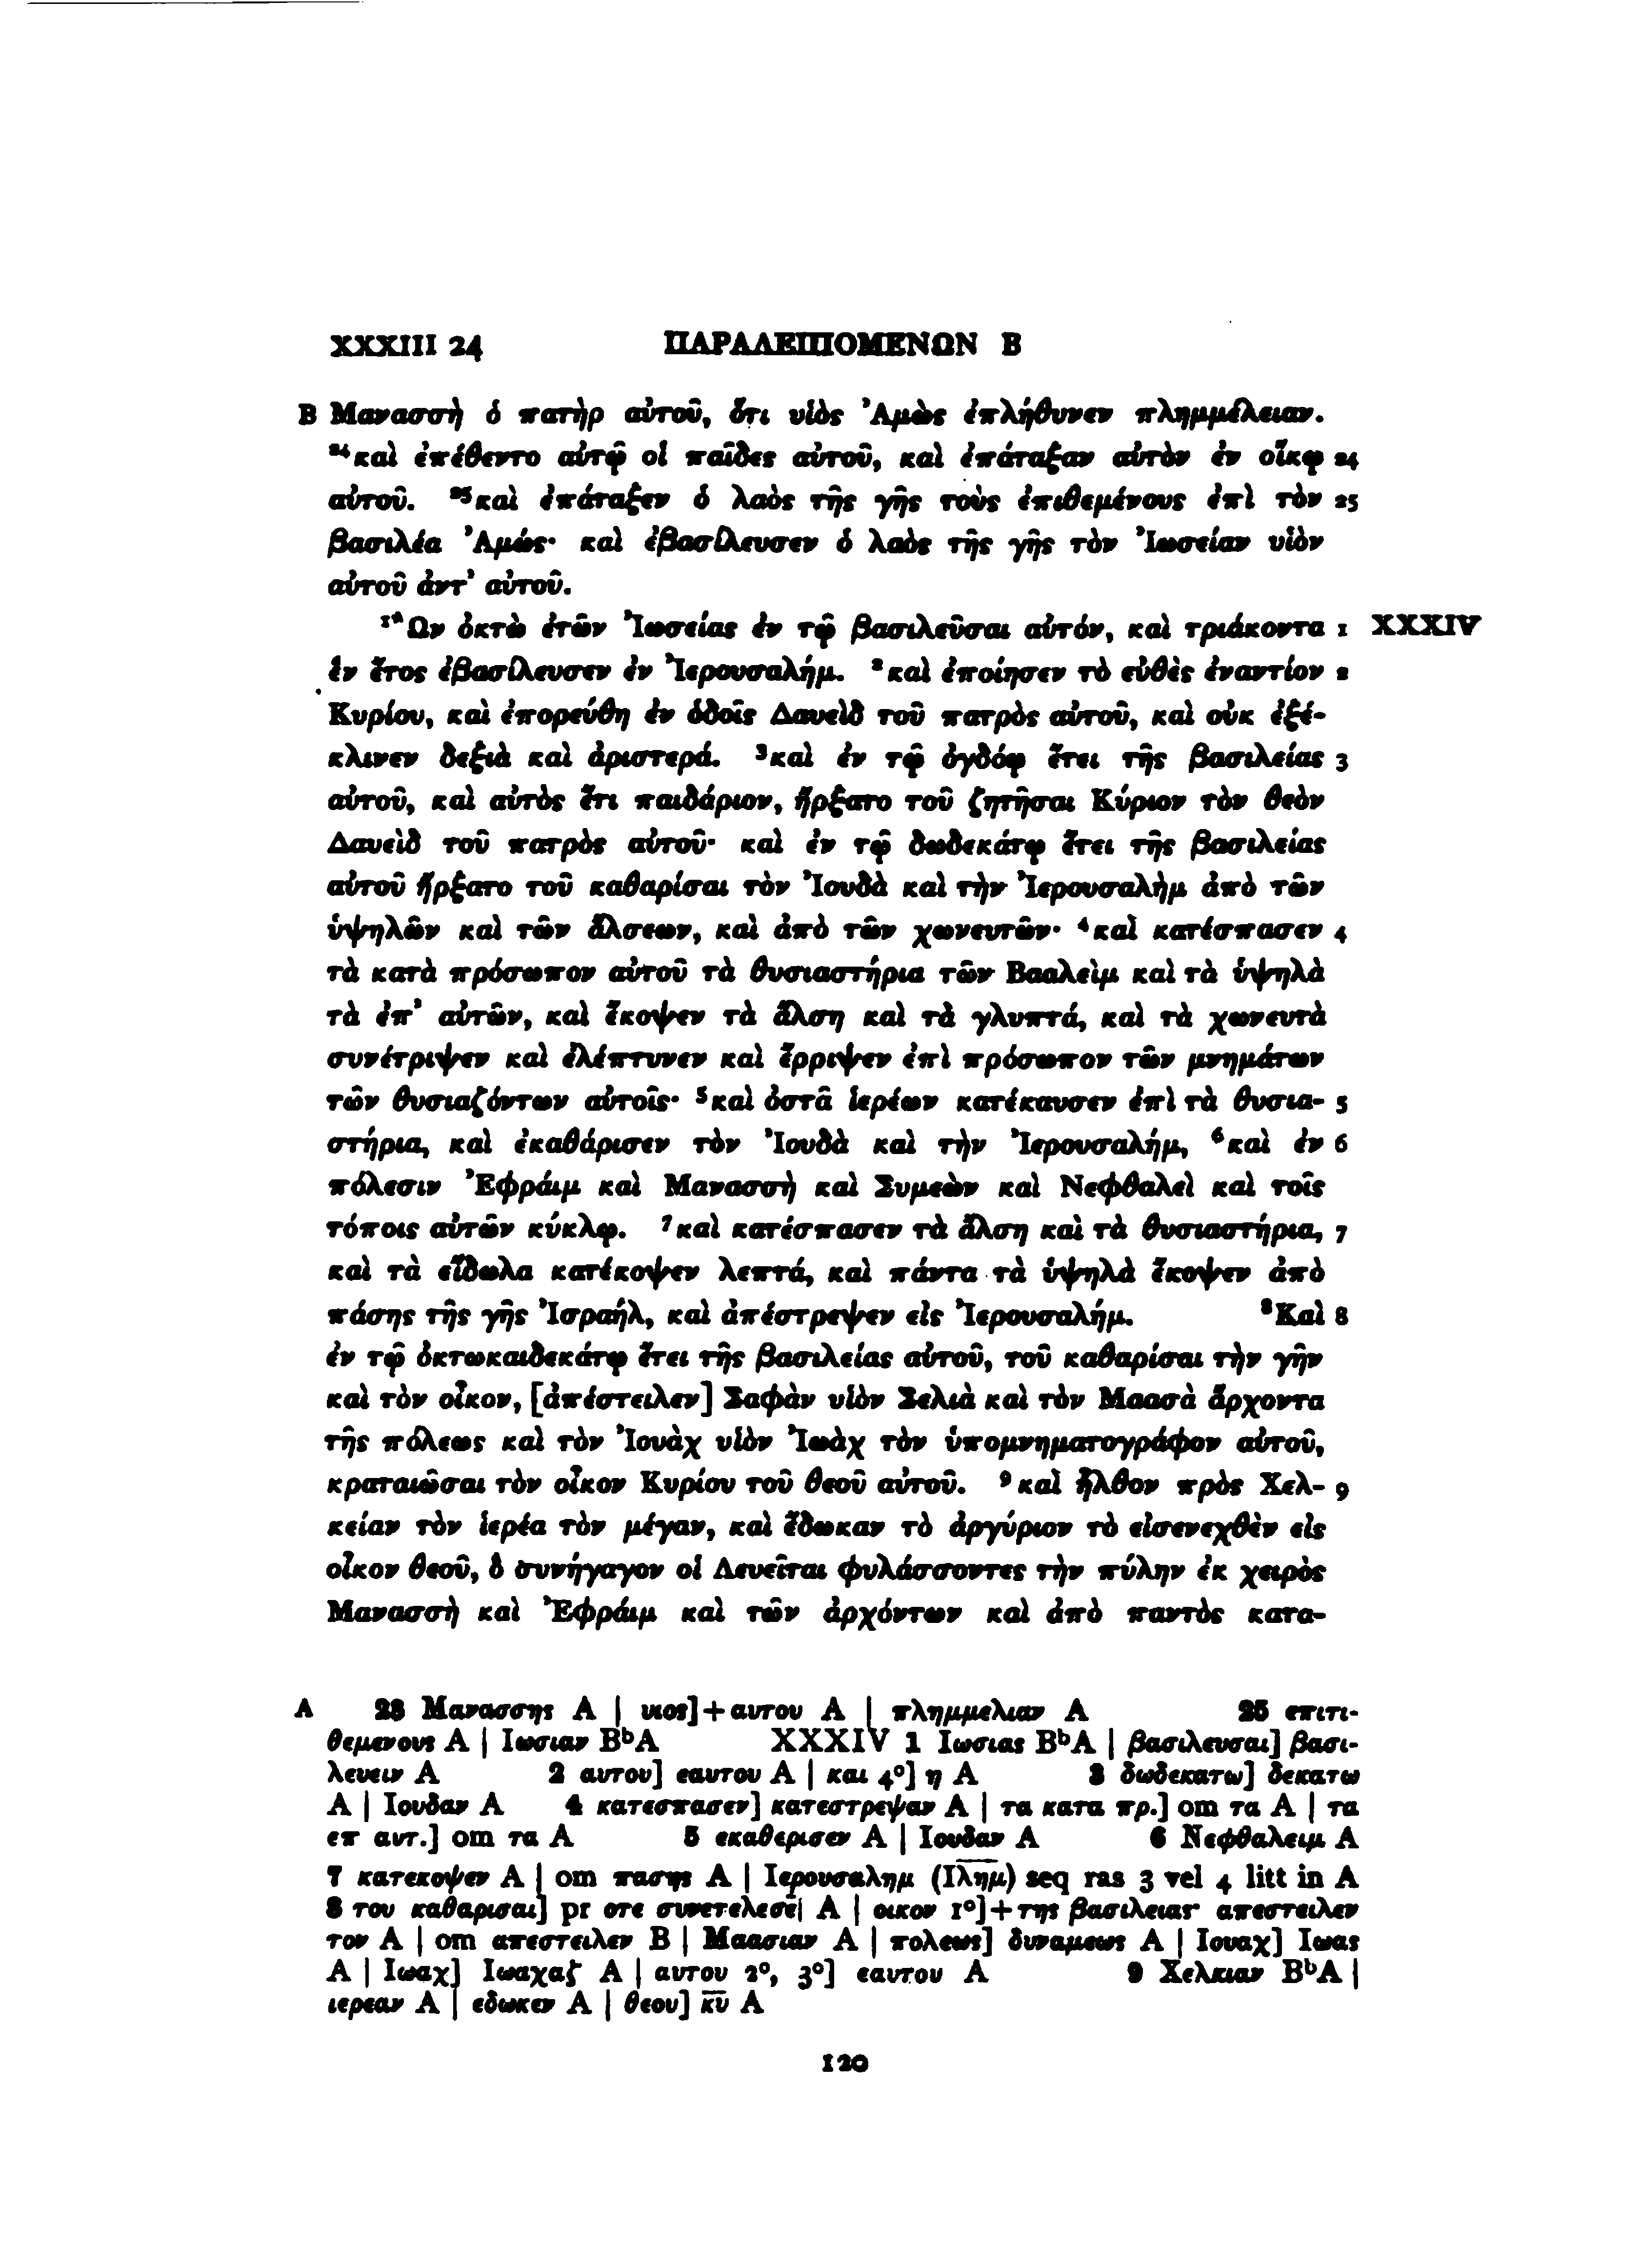 XXXIII 24 ΠΑΡΑΛΕΙΠΟΜΕΝΩΝ Β
B Μανασσὴ ὁ πατὴρ αὐτοῦ, ὅτι υἱὸς Ἀμὼς ἐπλήθυνεν πλημμέλειαν.
²⁴καὶ ἐπέθεντο αὐτῷ οἱ παῖδες αὐτοῦ, καὶ ἐπάταξαν αὐτὸν ἐν οἴκῳ 24
αὐτοῦ. ²⁵καὶ ἐπάταξεν ὁ λαὸς τῆς γῆς τοὺς ἐπιθεμένους ἐπὶ τὸν 25
βασιλέα Ἀμώς· καὶ ἐβασίλευσεν ὁ λαὸς τῆς γῆς τὸν Ἰωσείαν υἱὸν
αὐτοῦ ἀντ’ αὐτοῦ.
¹Ὢν ὀκτὼ ἐτῶν Ἰωσείας ἐν τῷ βασιλεῦσαι αὐτόν, καὶ τριάκοντα 1 XXXIV
ἓν ἔτος ἐβασίλευσεν ἐν Ἰερουσαλήμ. ²καὶ ἐποίησεν τὸ εὐθὲς ἐναντίον 2
Κυρίου, καὶ ἐπορεύθη ἐν ὁδοῖς Δαυεὶδ τοῦ πατρὸς αὐτοῦ, καὶ οὐκ ἐξέ-
κλινεν δεξιὰ καὶ ἀριστερά. ³καὶ ἐν τῷ ὀγδόῳ ἔτει τῆς βασιλείας 3
αὐτοῦ, καὶ αὐτὸς ἔτι παιδάριον, ἤρξατο τοῦ ζητῆσαι Κύριον τὸν θεὸν
Δαυεὶδ τοῦ πατρὸς αὐτοῦ· καὶ ἐν τῷ δωδεκάτῳ ἔτει τῆς βασιλείας
αὐτοῦ ἤρξατο τοῦ καθαρίσαι τὸν Ἰουδὰ καὶ τὴν Ἰερουσαλὴμ ἀπὸ τῶν
ὑψηλῶν καὶ τῶν ἄλσεων, καὶ ἀπὸ τῶν χωνευτῶν· ⁴καὶ κατέσπασεν 4
τὰ κατὰ πρόσωπον αὐτοῦ τὰ θυσιαστήρια τῶν Βααλεὶμ καὶ τὰ ὑψηλὰ
τὰ ἐπ’ αὐτῶν, καὶ ἔκοψεν τὰ ἄλση καὶ τὰ γλυπτά, καὶ τὰ χωνευτὰ
συνέτριψεν καὶ ἐλέπτυνεν καὶ ἔρριψεν ἐπὶ πρόσωπον τῶν μνημάτων
τῶν θυσιαζόντων αὐτοῖς· ⁵καὶ ὀστᾶ ἱερέων κατέκαυσεν ἐπὶ τὰ θυσια- 5
στήρια, καὶ ἐκαθάρισεν τὸν Ἰουδὰ καὶ τὴν Ἰερουσαλήμ, ⁶καὶ ἐν 6
πόλεσιν Ἐφράιμ καὶ Μανασσὴ καὶ Συμεὼν καὶ Νεφθαλεὶ καὶ τοῖς
τόποις αὐτῶν κύκλῳ. ⁷καὶ κατέσπασεν τὰ ἄλση καὶ τὰ θυσιαστήρια, 7
καὶ τὰ εἴδωλα κατέκοψεν λεπτά, καὶ πάντα τὰ ὑψηλὰ ἔκοψεν ἀπὸ
πάσης τῆς γῆς Ἰσραήλ, καὶ ἀπέστρεψεν εἰς Ἰερουσαλήμ. ⁸Καὶ 8
ἐν τῷ ὀκτωκαιδεκάτῳ ἔτει τῆς βασιλείας αὐτοῦ, τοῦ καθαρίσαι τὴν γῆν
καὶ τὸν οἶκον, [ἀπέστειλεν] Σαφὰν υἱὸν Σελιὰ καὶ τὸν Μαασὰ ἄρχοντα
τῆς πόλεως καὶ τὸν Ἰουὰχ υἱὸν Ἰωὰχ τὸν ὑπομνηματογράφον αὐτοῦ,
κραταιῶσαι τὸν οἶκον Κυρίου τοῦ θεοῦ αὐτοῦ. ⁹καὶ ἦλθον πρὸς Χελ- 9
κείαν τὸν ἱερέα τὸν μέγαν, καὶ ἔδωκαν τὸ ἀργύριον τὸ εἰσενεχθὲν εἰς
οἶκον θεοῦ, ὃ συνήγαγον οἱ Λευεῖται φυλάσσοντες τὴν πύλην ἐκ χειρὸς
Μανασσὴ καὶ Ἐφράιμ καὶ τῶν ἀρχόντων καὶ ἀπὸ παντὸς κατα-
A 23 Μανασσης A | υιος]+αυτου A | πλημμελιαν A 25 επιτι-
θεμενους A | Ιωσιαν BᵇA XXXIV 1 Ιωσιας BᵇA | βασιλευσαι] βασι-
λευειν A 2 αυτου] εαυτου A | και 4°] η A 3 δωδεκατω] δεκατω
A | Ιουδαν A 4 κατεσπασεν] κατεστρεψαν A | τα κατα πρ.] om τα A | τα
επ αυτ.] om τα A 5 εκαθερισεν A | Ιουδαν A 6 Νεφθαλειμ A
7 κατεκοψεν A | om πασης A | Ιερουσαλημ (Ιλ̅η̅μ̅) seq ras 3 vel 4 litt in A
8 του καθαρισαι] pr οτε συνετελεσε̅| A | οικον 1°]+της βασιλειας· απεστειλεν
τον A | om απεστειλεν B | Μαασιαν A | πολεως] δυναμεως A | Ιουαχ] Ιωας
A | Ιωαχ] Ιωαχαζ A | αυτου 2°, 3°] εαυτου A 9 Χελκιαν BᵇA |
ιερεαν A | εδωκεν A | θεου] κ̅υ̅ A
120